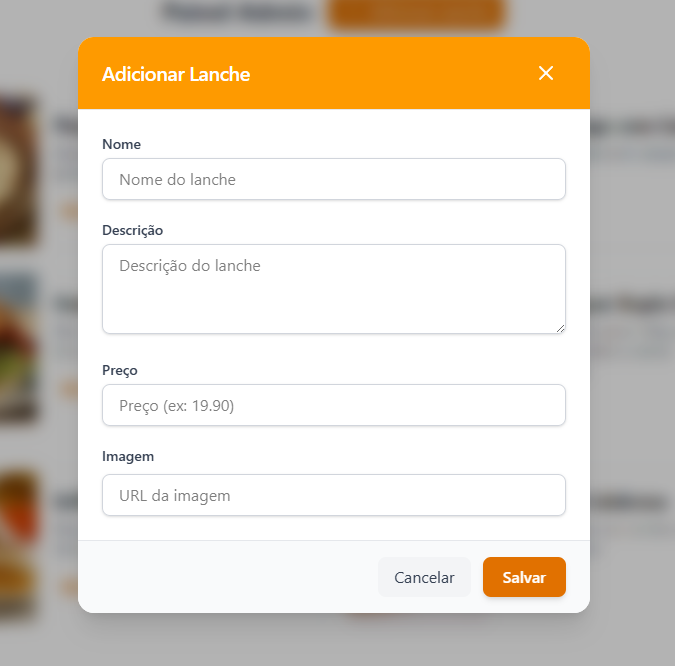 Adicionar Lanche
Nome
Nome do lanche
Descrição
Descrição do lanche
Preço
Preço (ex: 19.90)
Imagem
URL da imagem
Cancelar
Salvar